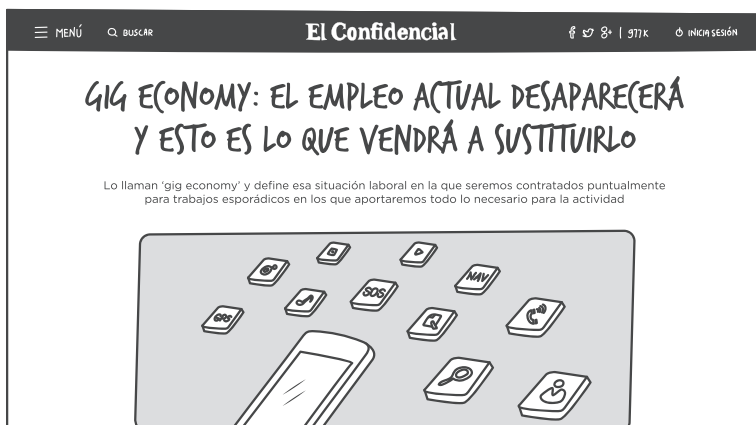 MENÚ BUSCAR El Confidencial 977K INICIA SESIÓN
GIG ECONOMY: EL EMPLEO ACTUAL DESAPARECERÁ
Y ESTO ES LO QUE VENDRÁ A SUSTITUIRLO
Lo llaman ‘gig economy’ y define esa situación laboral en la que seremos contratados puntualmente
para trabajos esporádicos en los que aportaremos todo lo necesario para la actividad
NAV
SOS
GPS